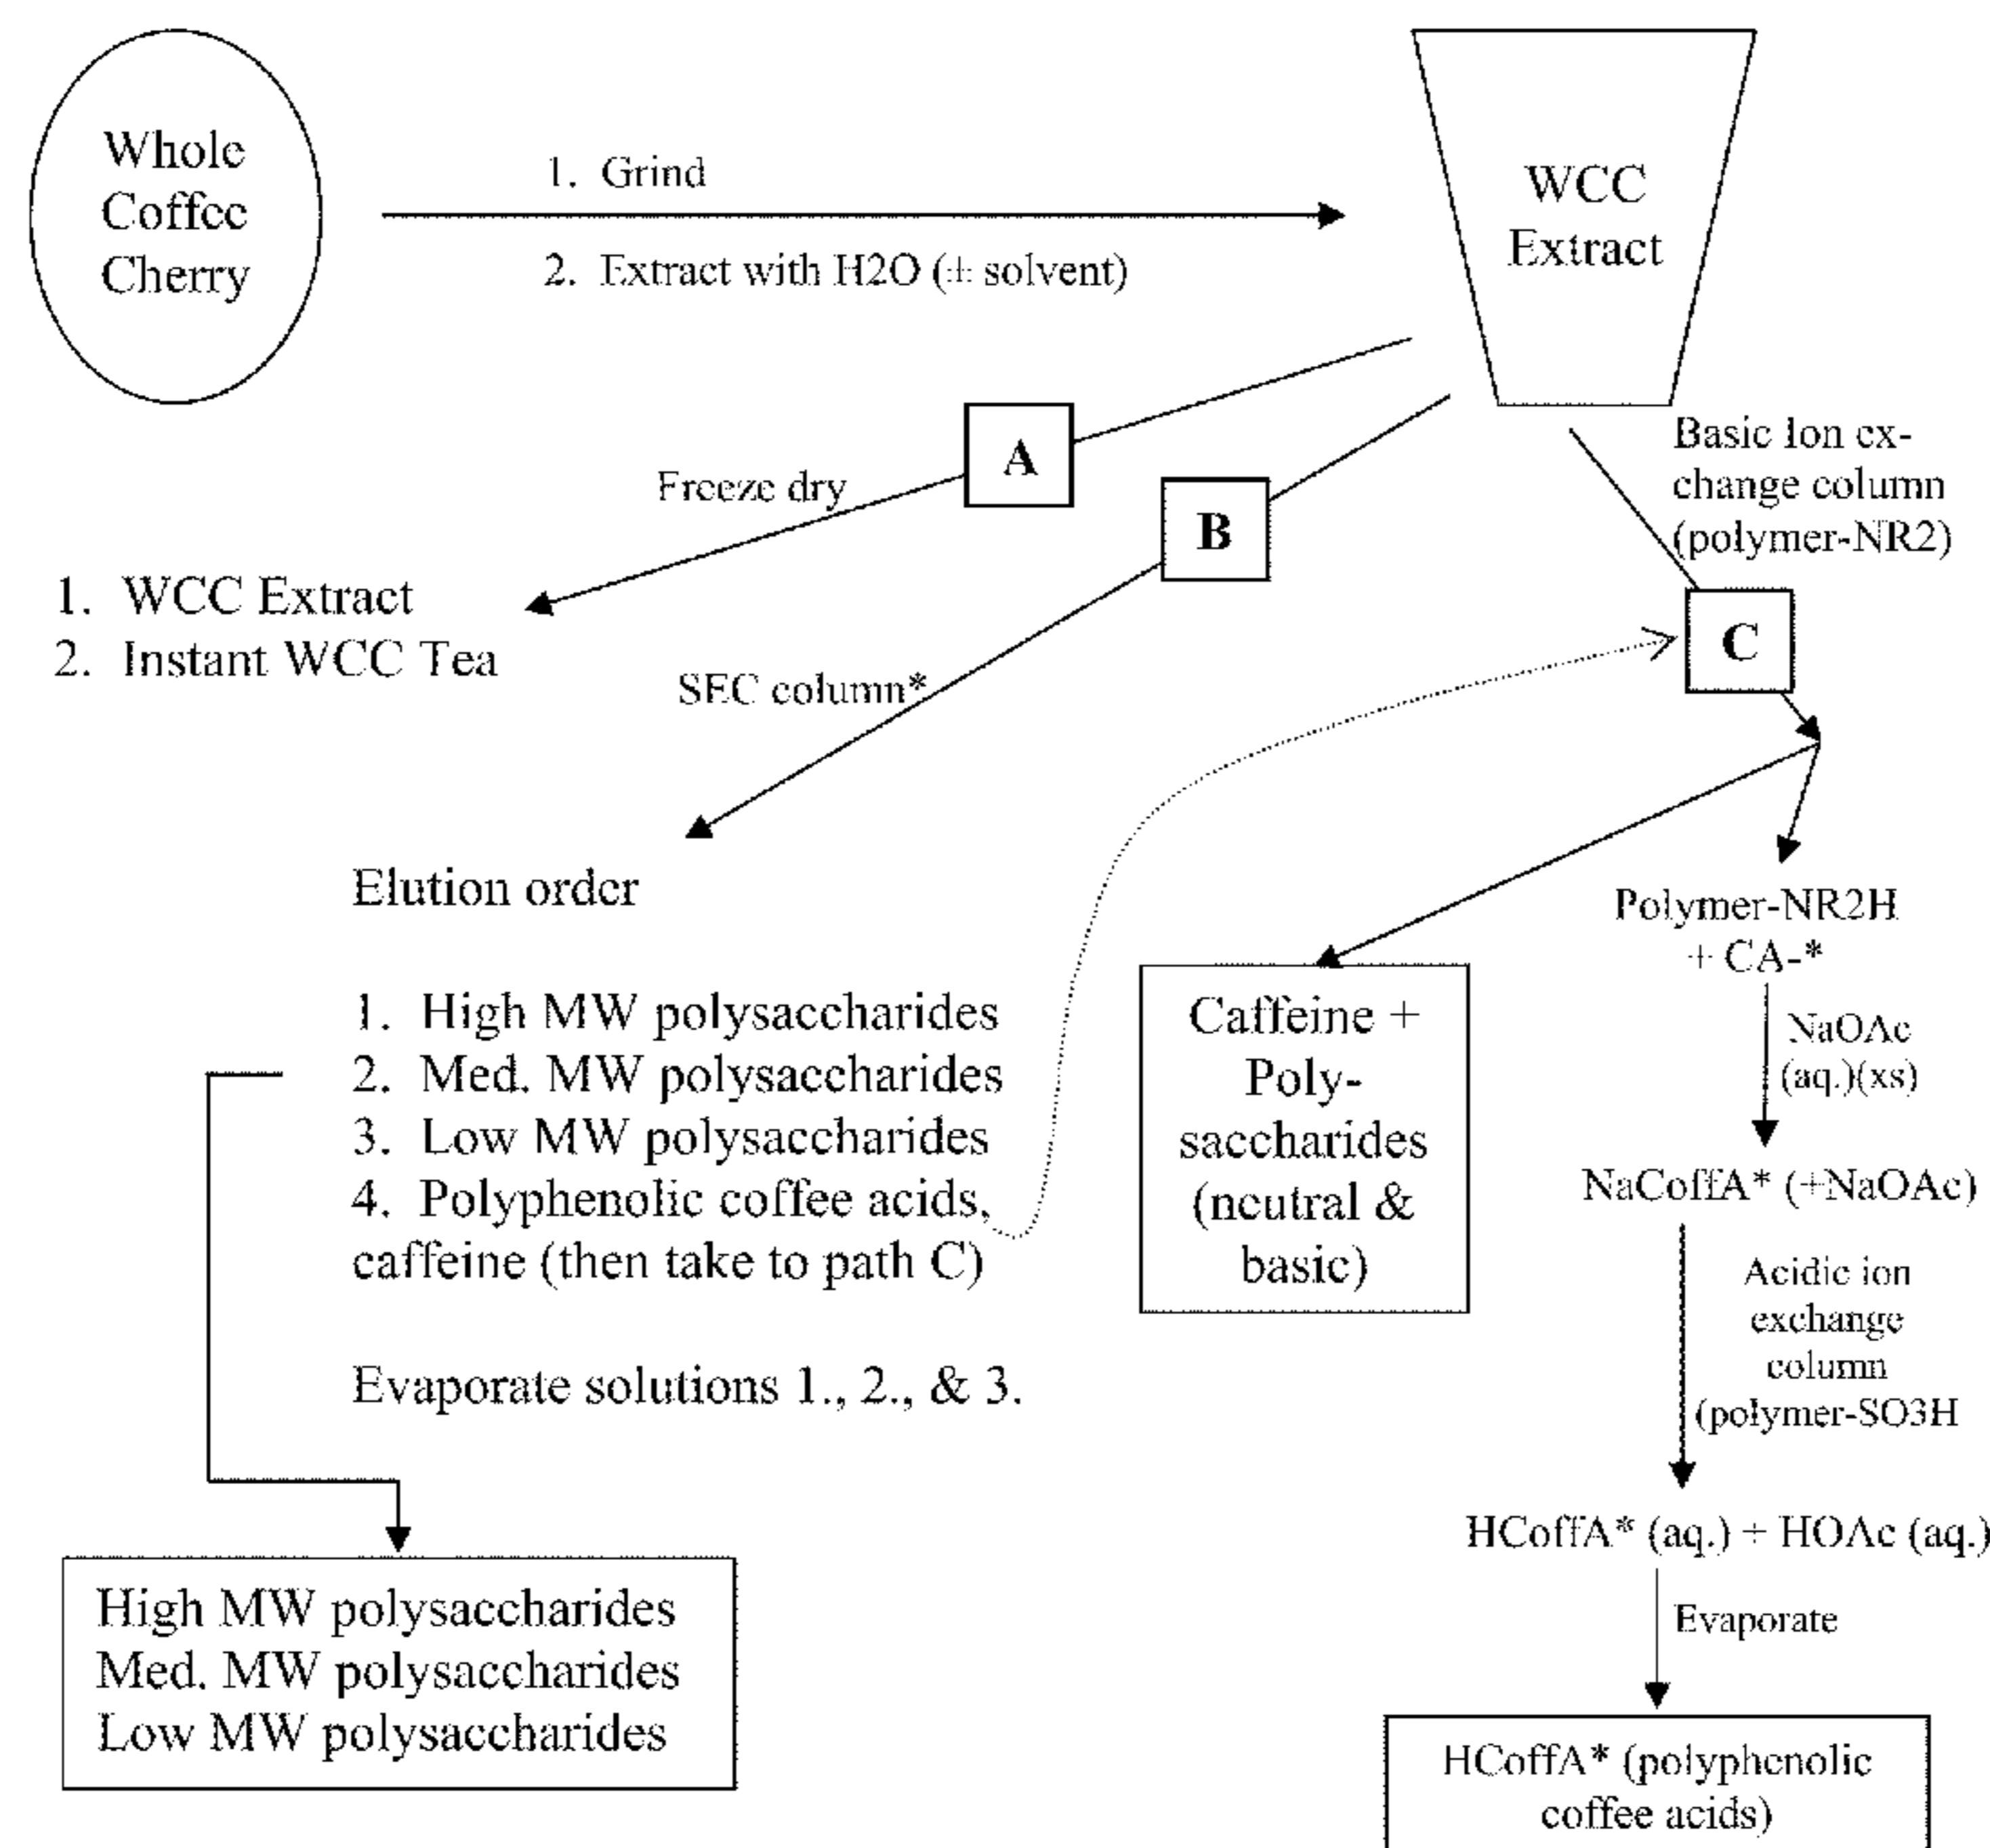 Whole
Coffee
Cherry
1. Grind
2. Extract with H2O (± solvent)
WCC
Extract
A
Freeze dry
B
Basic Ion ex-
change column
(polymer-NR2)
1. WCC Extract
2. Instant WCC Tea
C
SEC column*
Elution order
1. High MW polysaccharides
2. Med. MW polysaccharides
3. Low MW polysaccharides
4. Polyphenolic coffee acids,
caffeine (then take to path C)
Evaporate solutions 1., 2., & 3.
High MW polysaccharides
Med. MW polysaccharides
Low MW polysaccharides
Caffeine +
Poly-
saccharides
(neutral &
basic)
Polymer-NR2H
+ CA-*
NaOAc
(aq.)(xs)
NaCoffA* (+NaOAc)
Acidic ion
exchange
column
(polymer-SO3H
HCoffA* (aq.) + HOAc (aq.)
Evaporate
HCoffA* (polyphenolic
coffee acids)